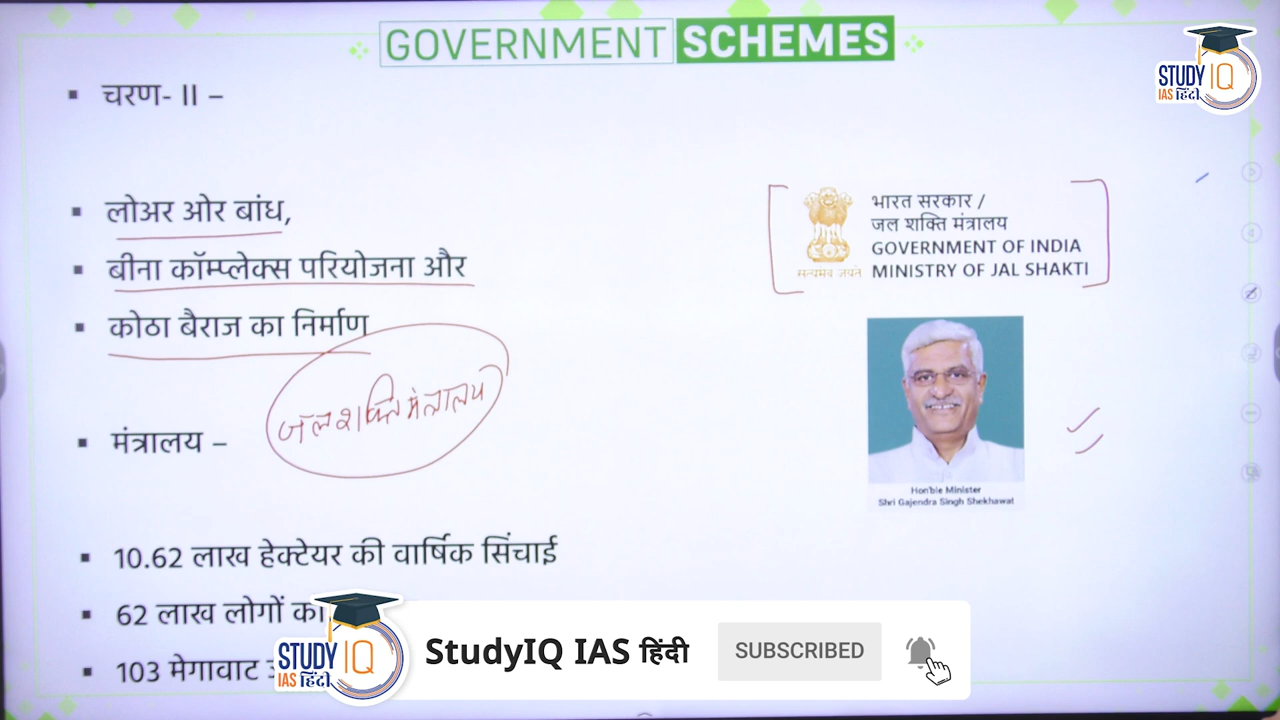 GOVERNMENT SCHEMES
STUDY IQ
IAS हिंदी
▪ चरण- II –
▪ लोअर ओर बांध,
▪ बीना कॉम्प्लेक्स परियोजना और
▪ कोठा बैराज का निर्माण
भारत सरकार /
जल शक्ति मंत्रालय
GOVERNMENT OF INDIA
MINISTRY OF JAL SHAKTI
सत्यमेव जयते
Hon'ble Minister
Shri Gajendra Singh Shekhawat
▪ मंत्रालय – जल शक्ति मंत्रालय
▪ 10.62 लाख हेक्टेयर की वार्षिक सिंचाई
▪ 62 लाख लोगों का
▪ 103 मेगावाट
STUDY IQ
IAS हिंदी
StudyIQ IAS हिंदी
SUBSCRIBED